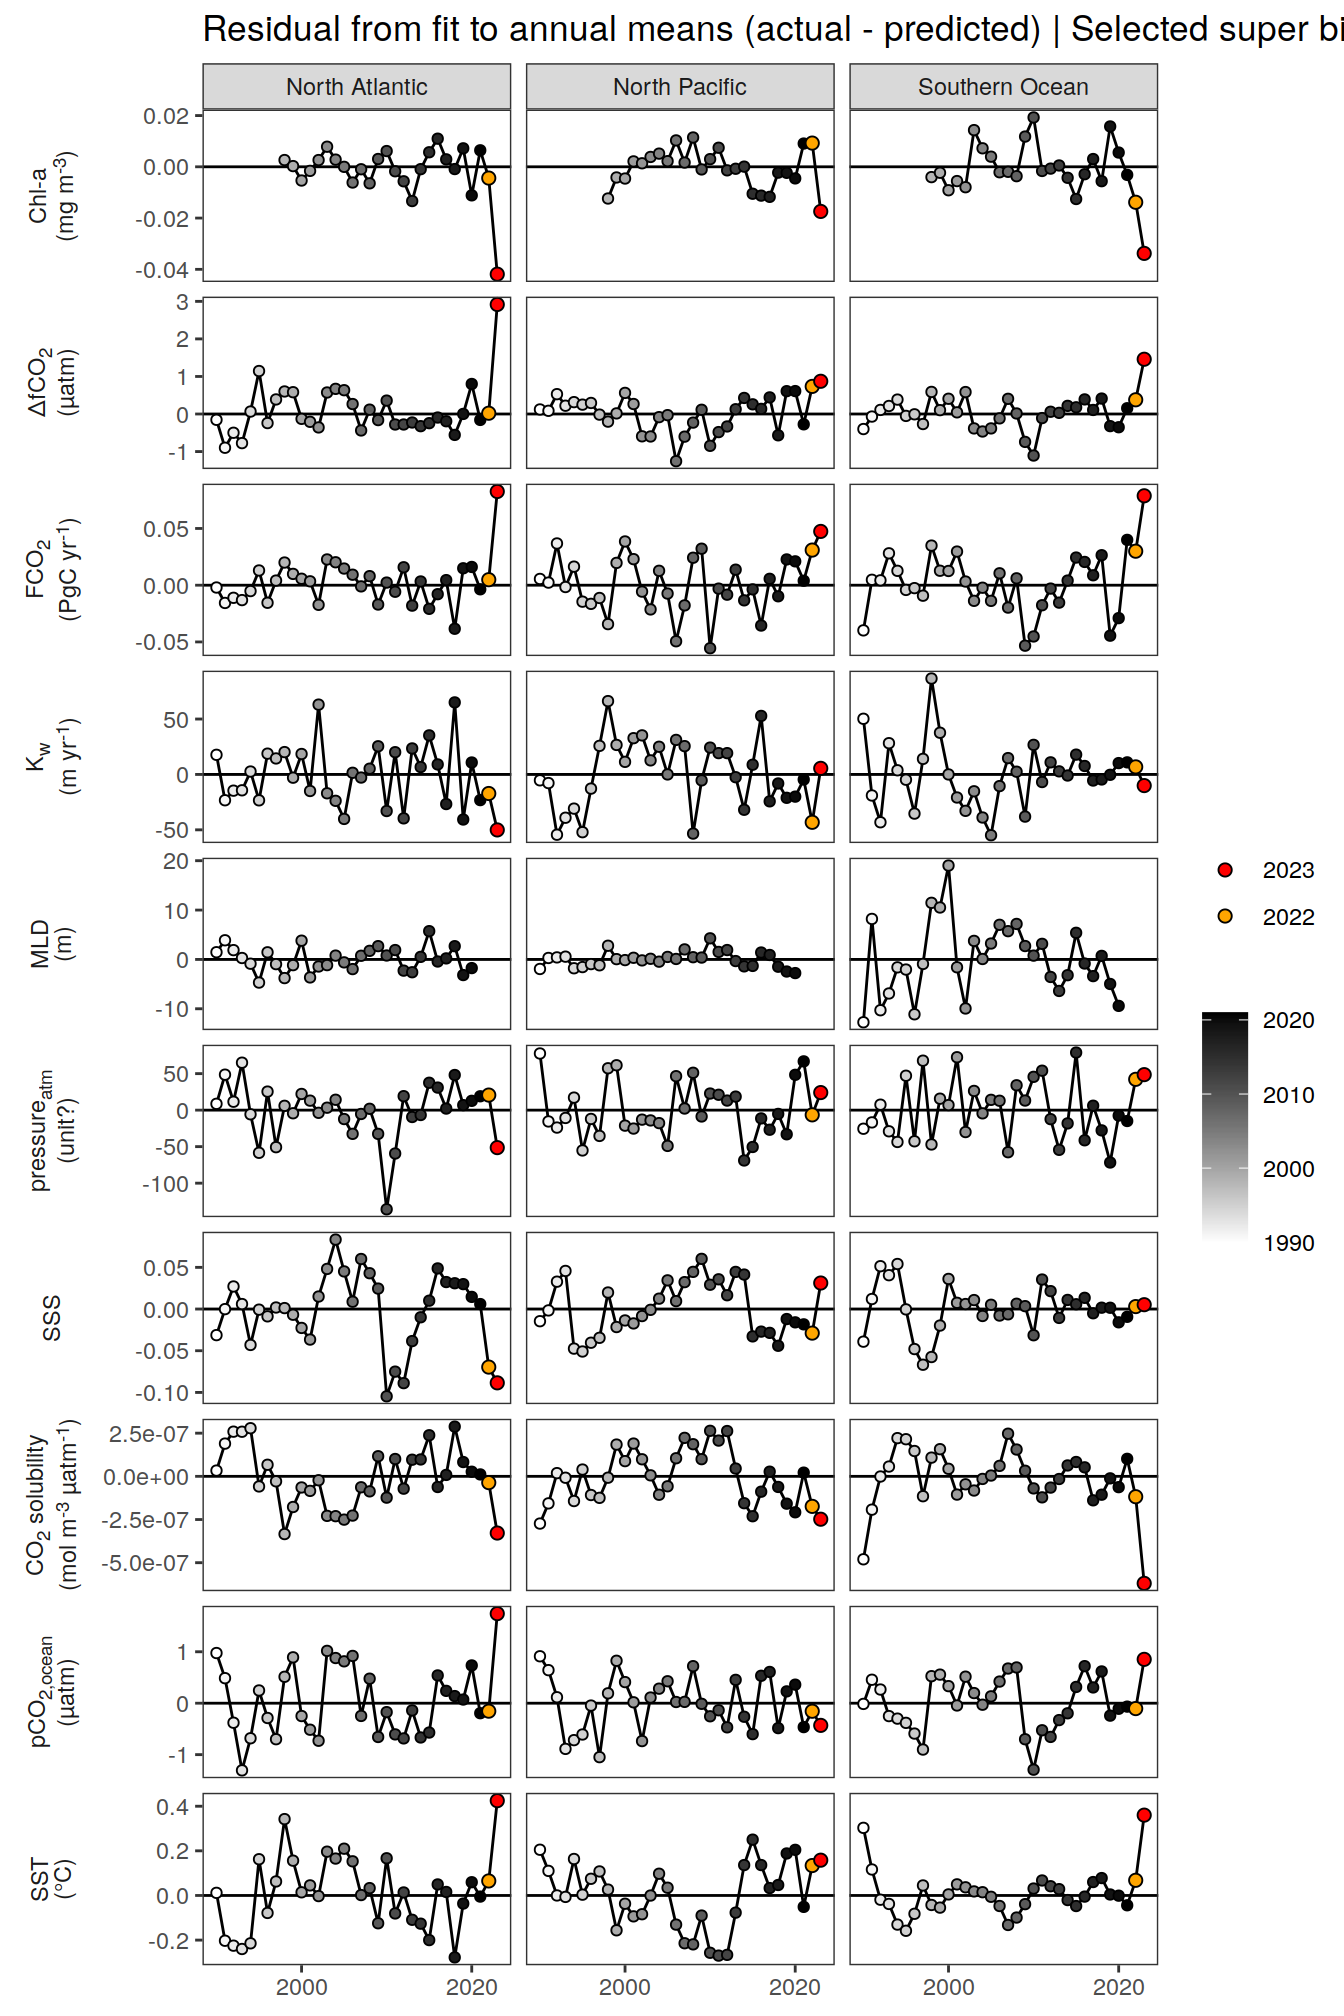 Residual from fit to annual means (actual - predicted) | Selected super bi
North Atlantic
North Pacific
Southern Ocean
Chl-a
(mg m-3)
0.02
0.00
-0.02
-0.04
ΔfCO2
(µatm)
3
2
1
0
-1
FCO2
(PgC yr-1)
0.05
0.00
-0.05
Kw
(m yr-1)
50
0
-50
MLD
(m)
20
10
0
-10
pressureatm
(unit?)
50
0
-50
-100
SSS
0.05
0.00
-0.05
-0.10
CO2 solubility
(mol m-3 µatm-1)
2.5e-07
0.0e+00
-2.5e-07
-5.0e-07
pCO2,ocean
(µatm)
1
0
-1
SST
(°C)
0.4
0.2
0.0
-0.2
2000
2020
2000
2020
2000
2020
2023
2022
2020
2010
2000
1990